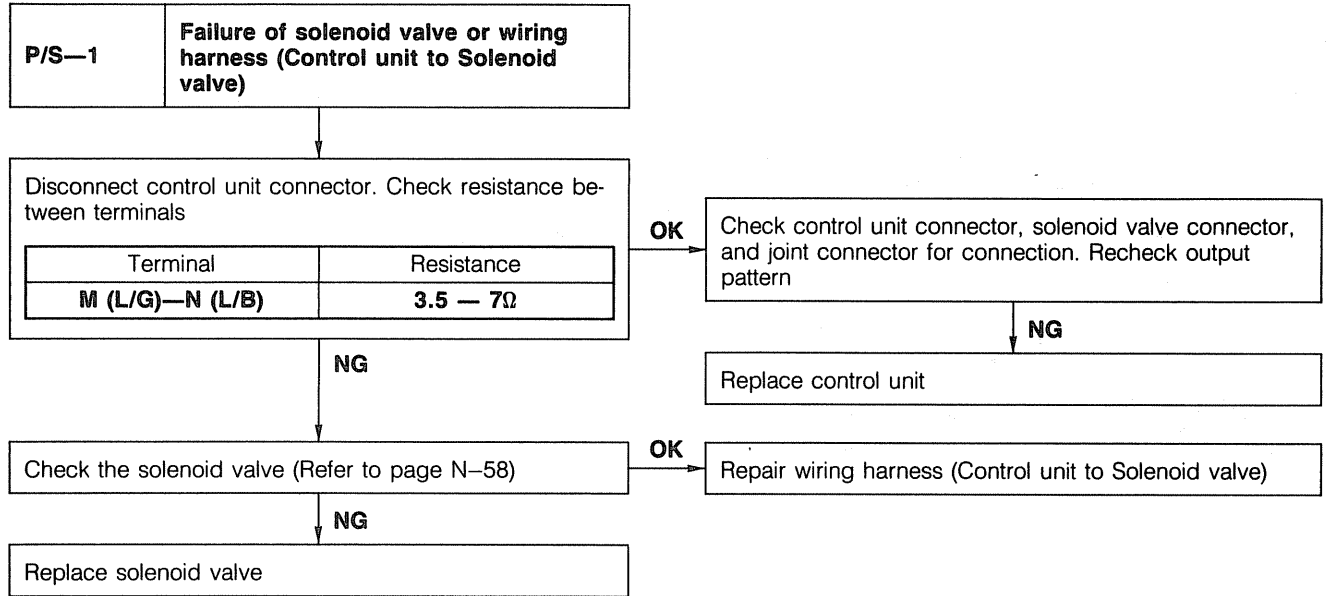 P/S—1
Failure of solenoid valve or wiring
harness (Control unit to Solenoid
valve)
Disconnect control unit connector. Check resistance be-
tween terminals
Terminal Resistance
M (L/G)—N (L/B) 3.5 — 7Ω
OK
Check control unit connector, solenoid valve connector,
and joint connector for connection. Recheck output
pattern
NG
Replace control unit
NG
Check the solenoid valve (Refer to page N–58)
OK
Repair wiring harness (Control unit to Solenoid valve)
NG
Replace solenoid valve